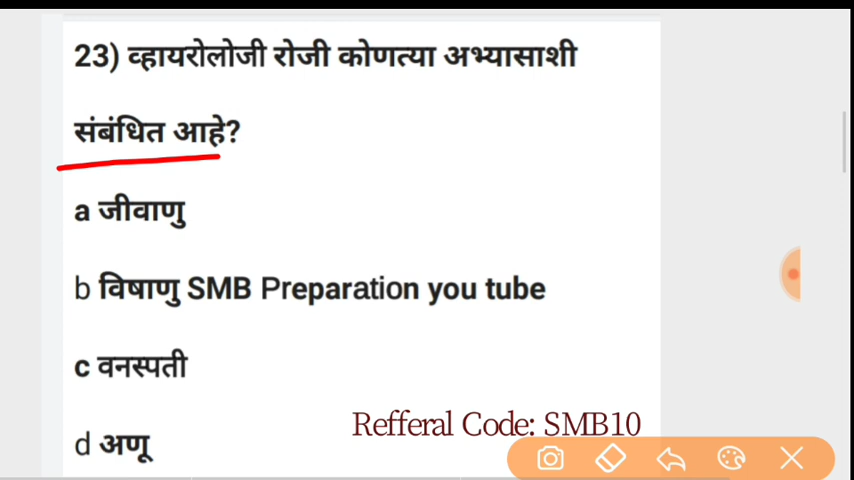 23) व्हायरोलोजी रोजी कोणत्या अभ्यासाशी
संबंधित आहे?
a जीवाणु
b विषाणु SMB Preparation you tube
c वनस्पती
d अणू
Refferal Code: SMB10